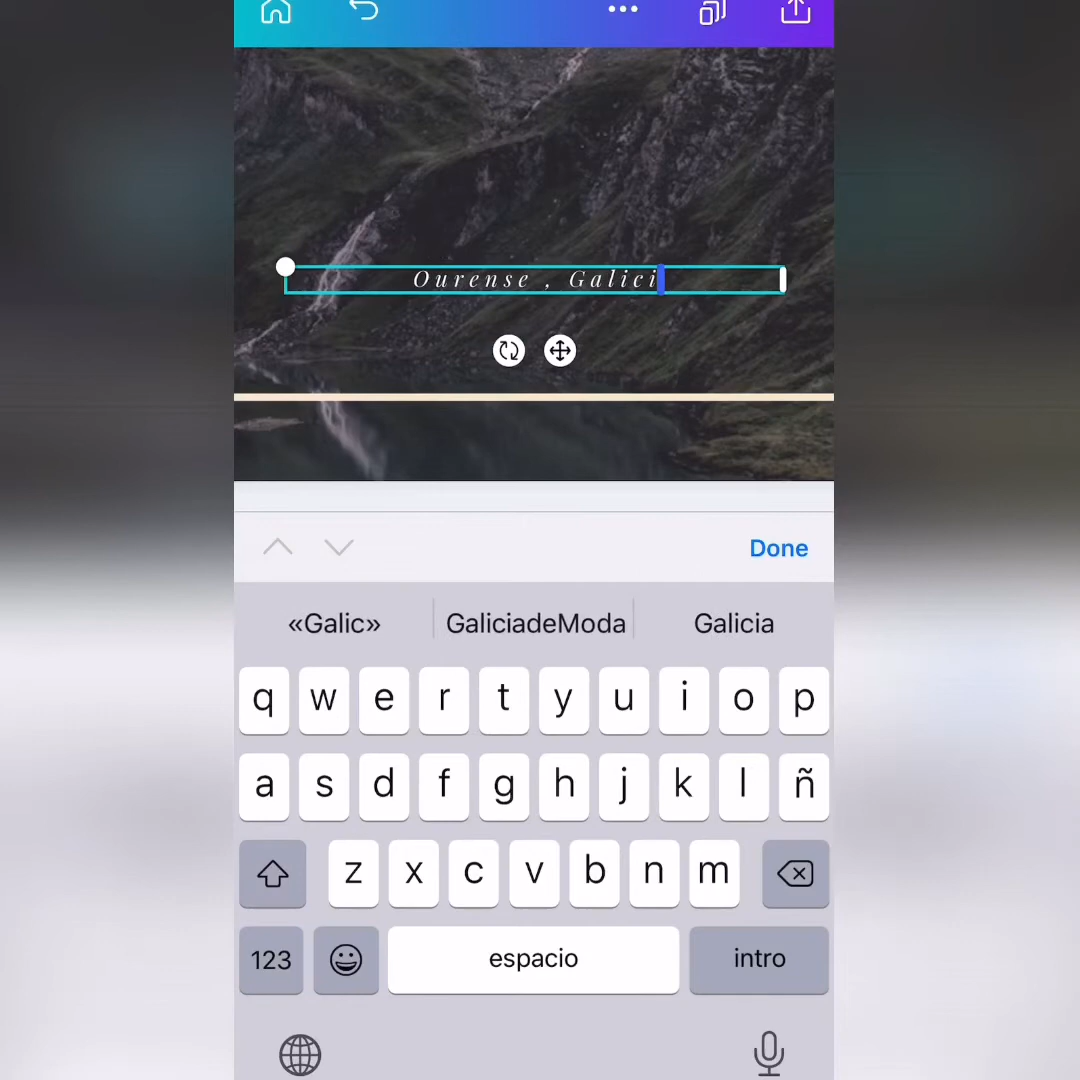 Ourense , Galici
Done
«Galic» GaliciadeModa Galicia
q w e r t y u i o p
a s d f g h j k l ñ
z x c v b n m
123 espacio intro